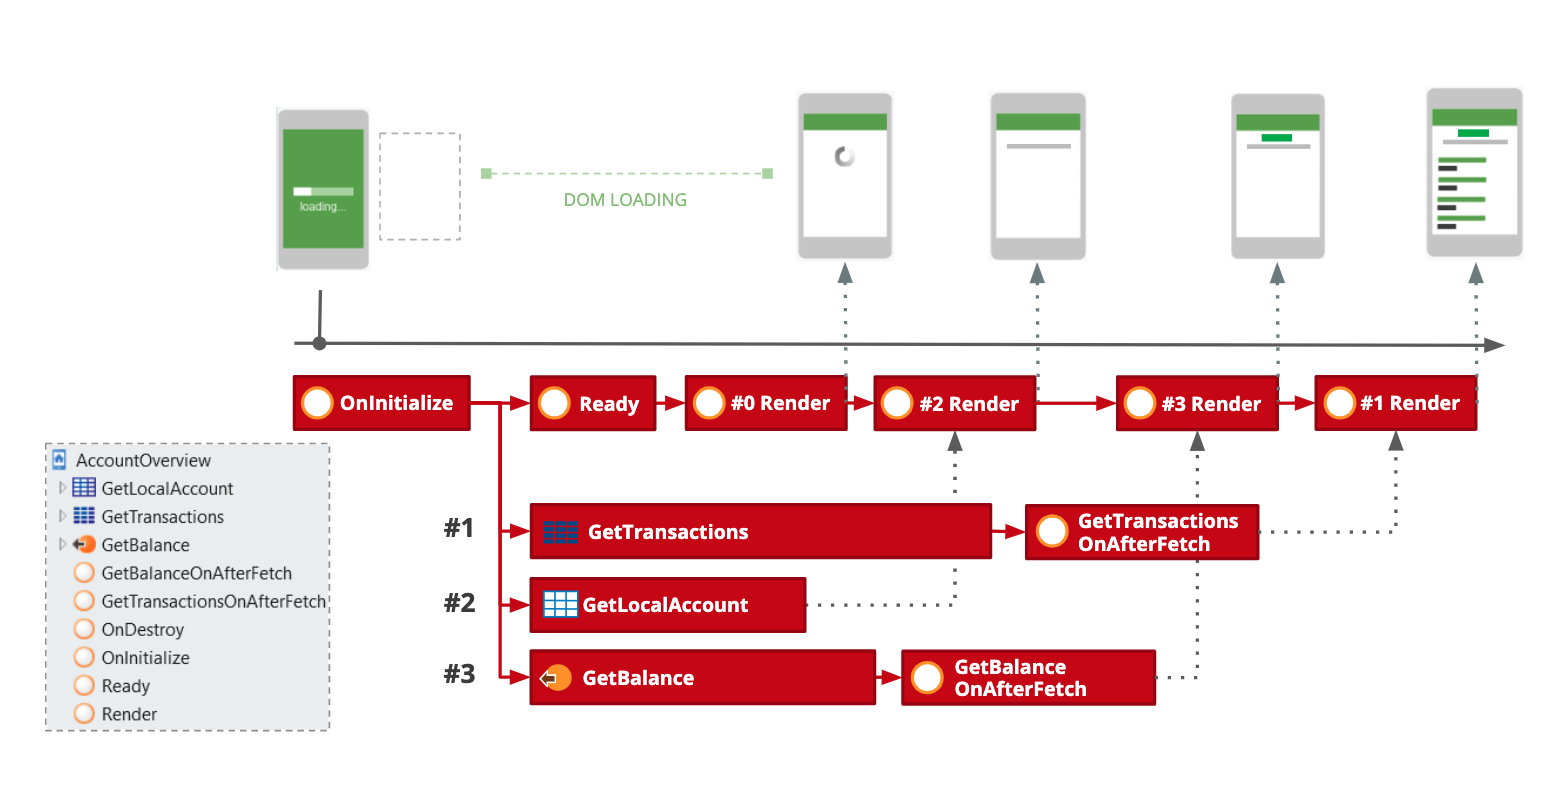 loading...
DOM LOADING
OnInitialize
Ready
#0 Render
#2 Render
#3 Render
#1 Render
AccountOverview
GetLocalAccount
GetTransactions
GetBalance
GetBalanceOnAfterFetch
GetTransactionsOnAfterFetch
OnDestroy
OnInitialize
Ready
Render
#1
GetTransactions
GetTransactions
OnAfterFetch
#2
GetLocalAccount
#3
GetBalance
GetBalance
OnAfterFetch